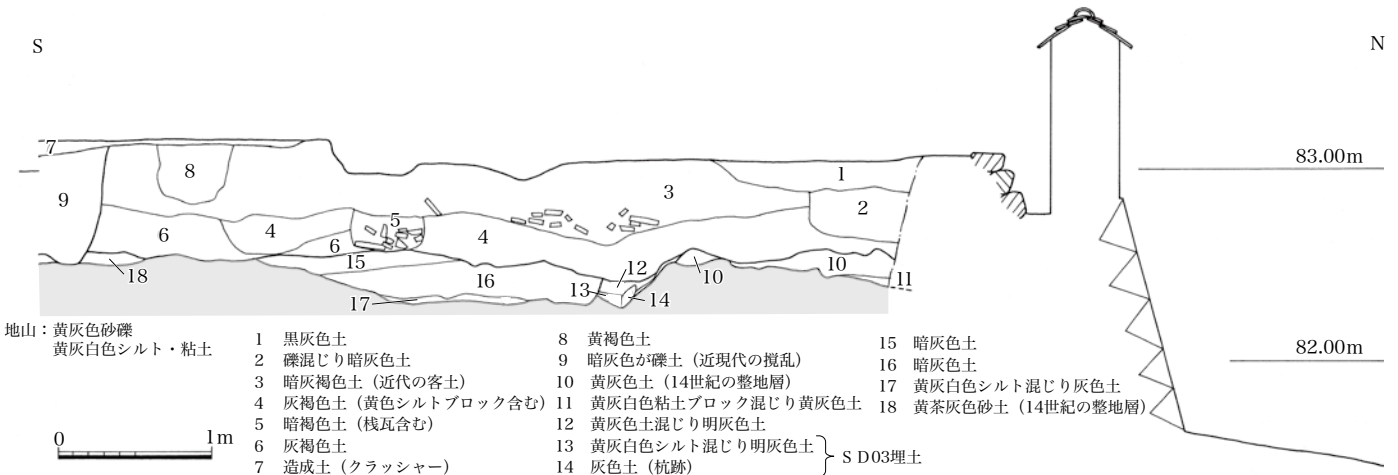 S
N
7
8
9
3
1
2
83.00m
5
6
4
4
6
15
18
16
12
10
10
13
14
11
17
82.00m
地山：黄灰色砂礫
黄灰白色シルト・粘土
1 黒灰色土
2 礫混じり暗灰色土
3 暗灰褐色土（近代の客土）
4 灰褐色土（黄色シルトブロック含む）
5 暗褐色土（桟瓦含む）
6 灰褐色土
7 造成土（クラッシャー）
8 黄褐色土
9 暗灰色が礫土（近現代の撹乱）
10 黄灰色土（14世紀の整地層）
11 黄灰白色粘土ブロック混じり黄灰色土
12 黄灰色土混じり明灰色土
13 黄灰白色シルト混じり明灰色土
14 灰色土（杭跡）
ＳＤ03埋土
15 暗灰色土
16 暗灰色土
17 黄灰白色シルト混じり灰色土
18 黄茶灰色砂土（14世紀の整地層）
0 1m